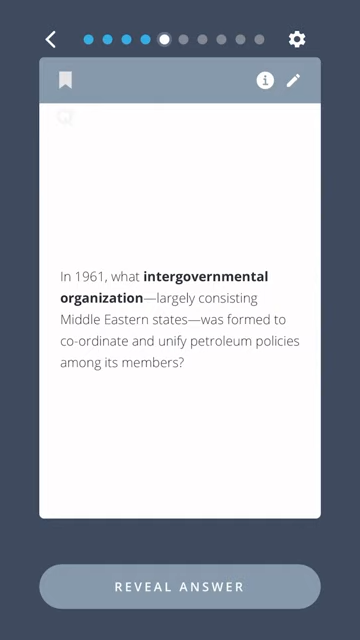 In 1961, what intergovernmental
organization—largely consisting
Middle Eastern states—was formed to
co-ordinate and unify petroleum policies
among its members?
REVEAL ANSWER